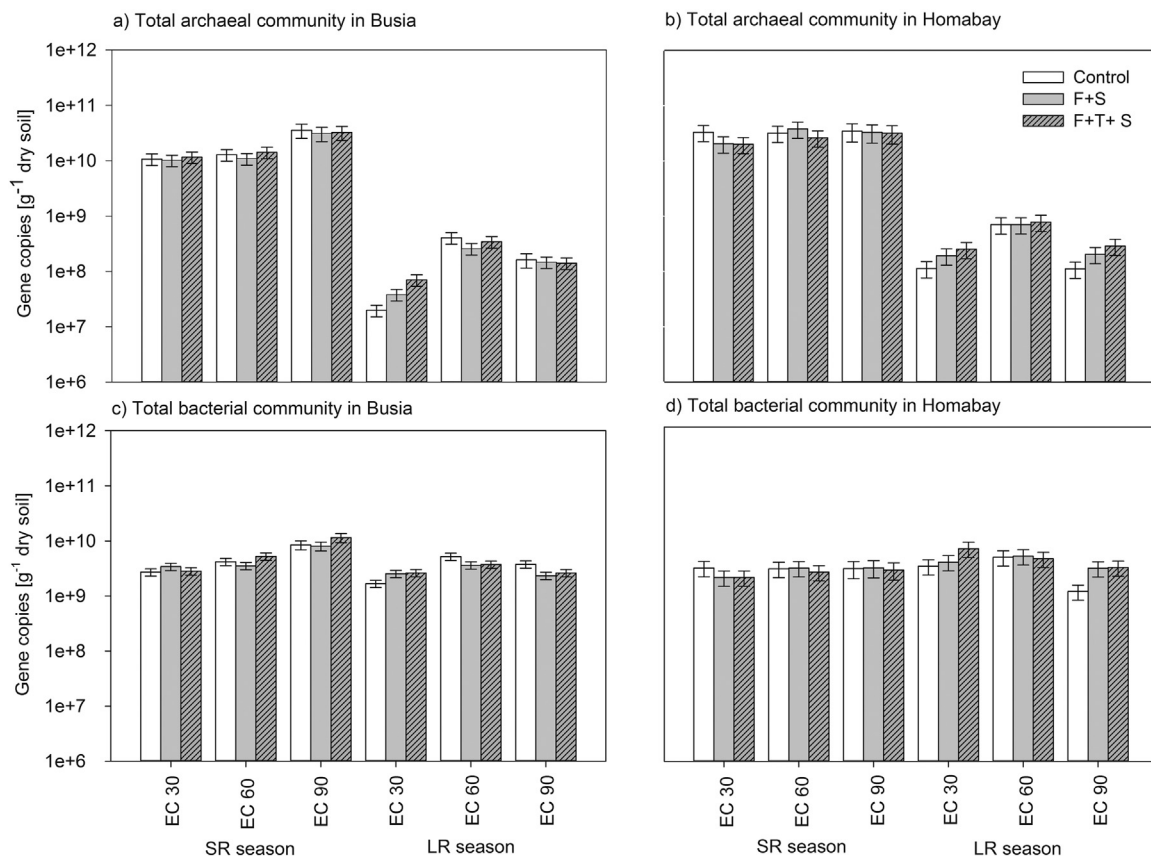 a) Total archaeal community in Busia
b) Total archaeal community in Homabay
1e+12
1e+11
1e+10
1e+9
1e+8
1e+7
1e+6
Gene copies [g-1 dry soil]
Control
F+S
F+T+ S
c) Total bacterial community in Busia
d) Total bacterial community in Homabay
1e+12
1e+11
1e+10
1e+9
1e+8
1e+7
1e+6
Gene copies [g-1 dry soil]
EC 30
EC 60
EC 90
EC 30
EC 60
EC 90
EC 30
EC 60
EC 90
EC 30
EC 60
EC 90
SR season
LR season
SR season
LR season